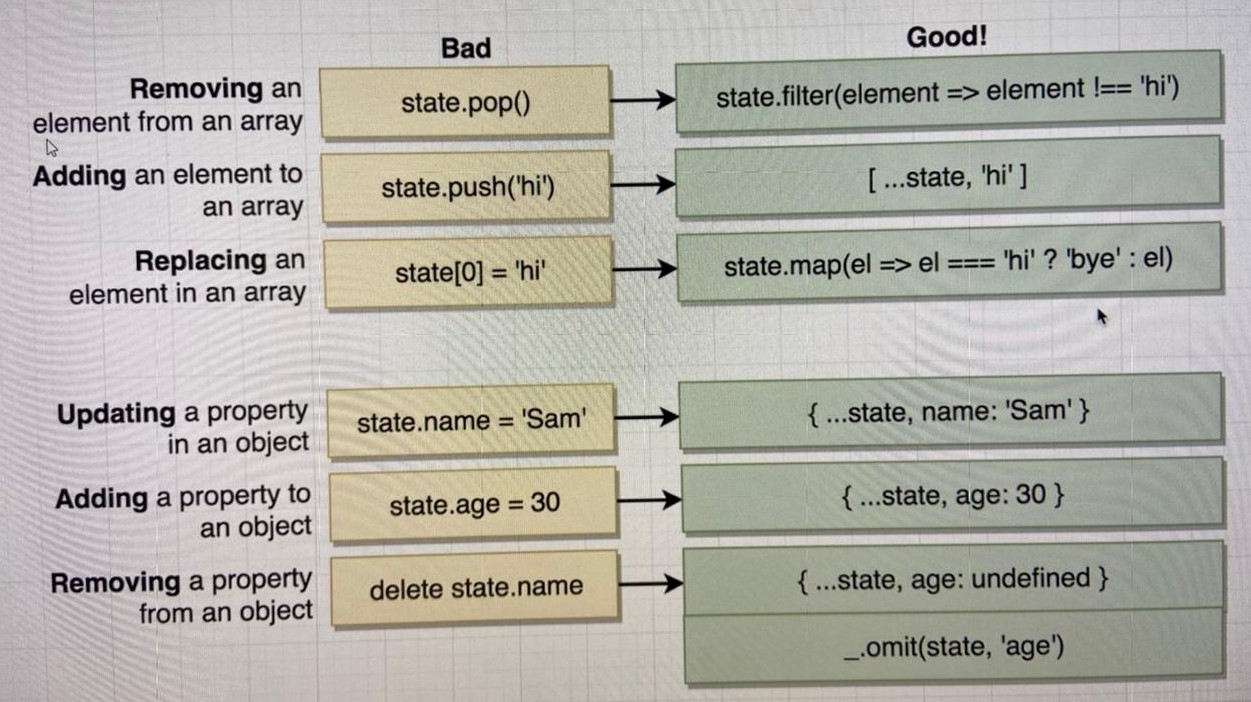 Bad
Good!
Removing an
element from an array
state.pop()
state.filter(element => element !== 'hi')
Adding an element to
an array
state.push('hi')
[ ...state, 'hi' ]
Replacing an
element in an array
state[0] = 'hi'
state.map(el => el === 'hi' ? 'bye' : el)
Updating a property
in an object
state.name = 'Sam'
{ ...state, name: 'Sam' }
Adding a property to
an object
state.age = 30
{ ...state, age: 30 }
Removing a property
from an object
delete state.name
{ ...state, age: undefined }
_.omit(state, 'age')